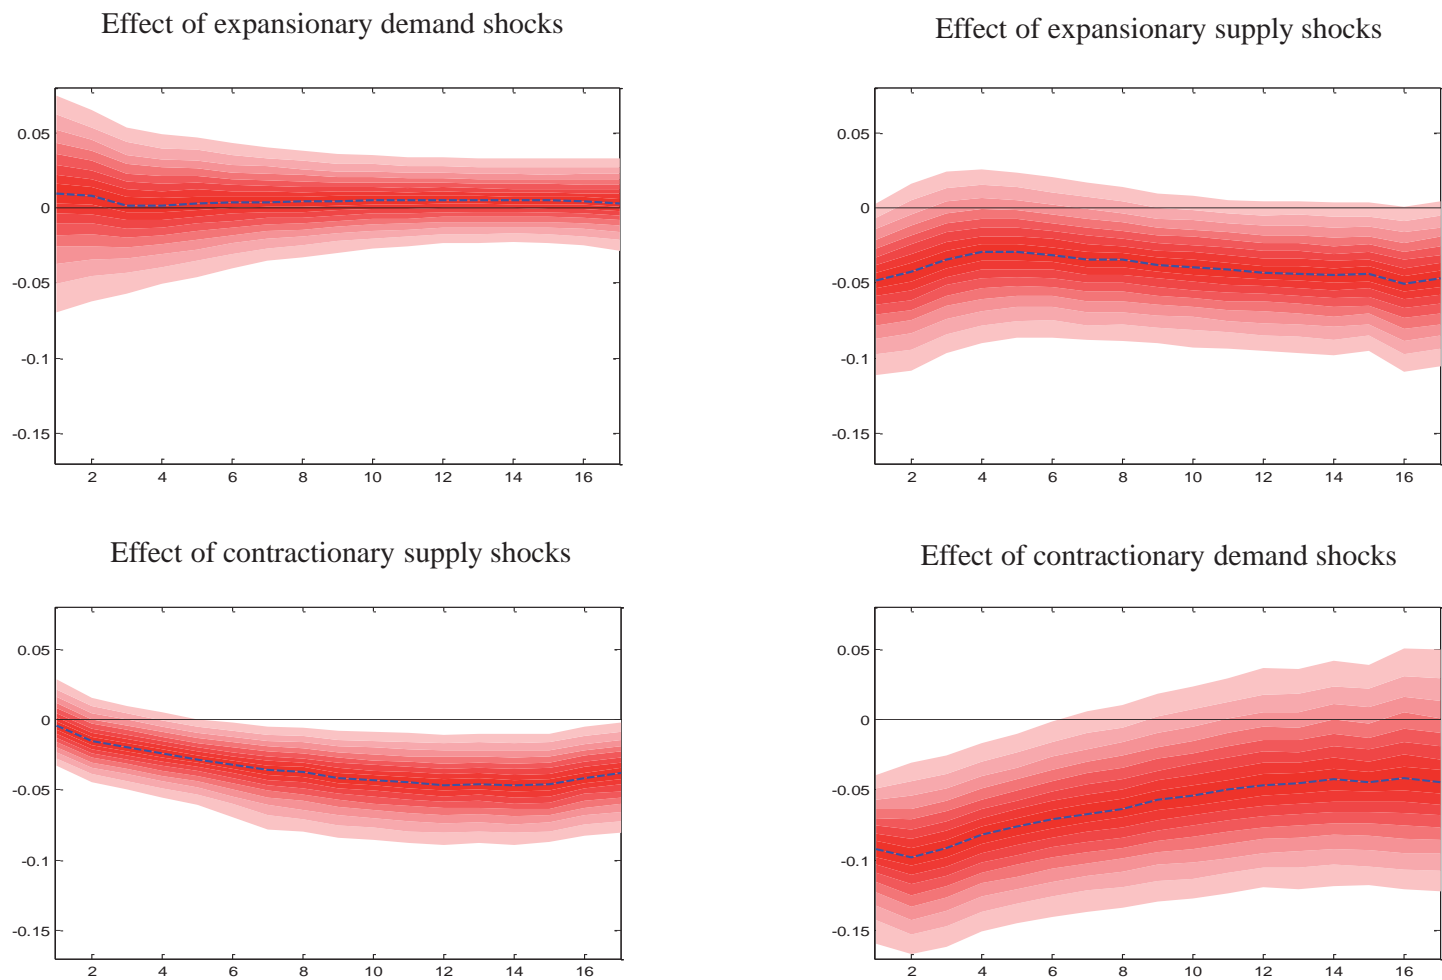 Effect of expansionary demand shocks
0.05
0
-0.05
-0.1
-0.15
2 4 6 8 10 12 14 16
Effect of expansionary supply shocks
0.05
0
-0.05
-0.1
-0.15
2 4 6 8 10 12 14 16
Effect of contractionary supply shocks
0.05
0
-0.05
-0.1
-0.15
2 4 6 8 10 12 14 16
Effect of contractionary demand shocks
0.05
0
-0.05
-0.1
-0.15
2 4 6 8 10 12 14 16